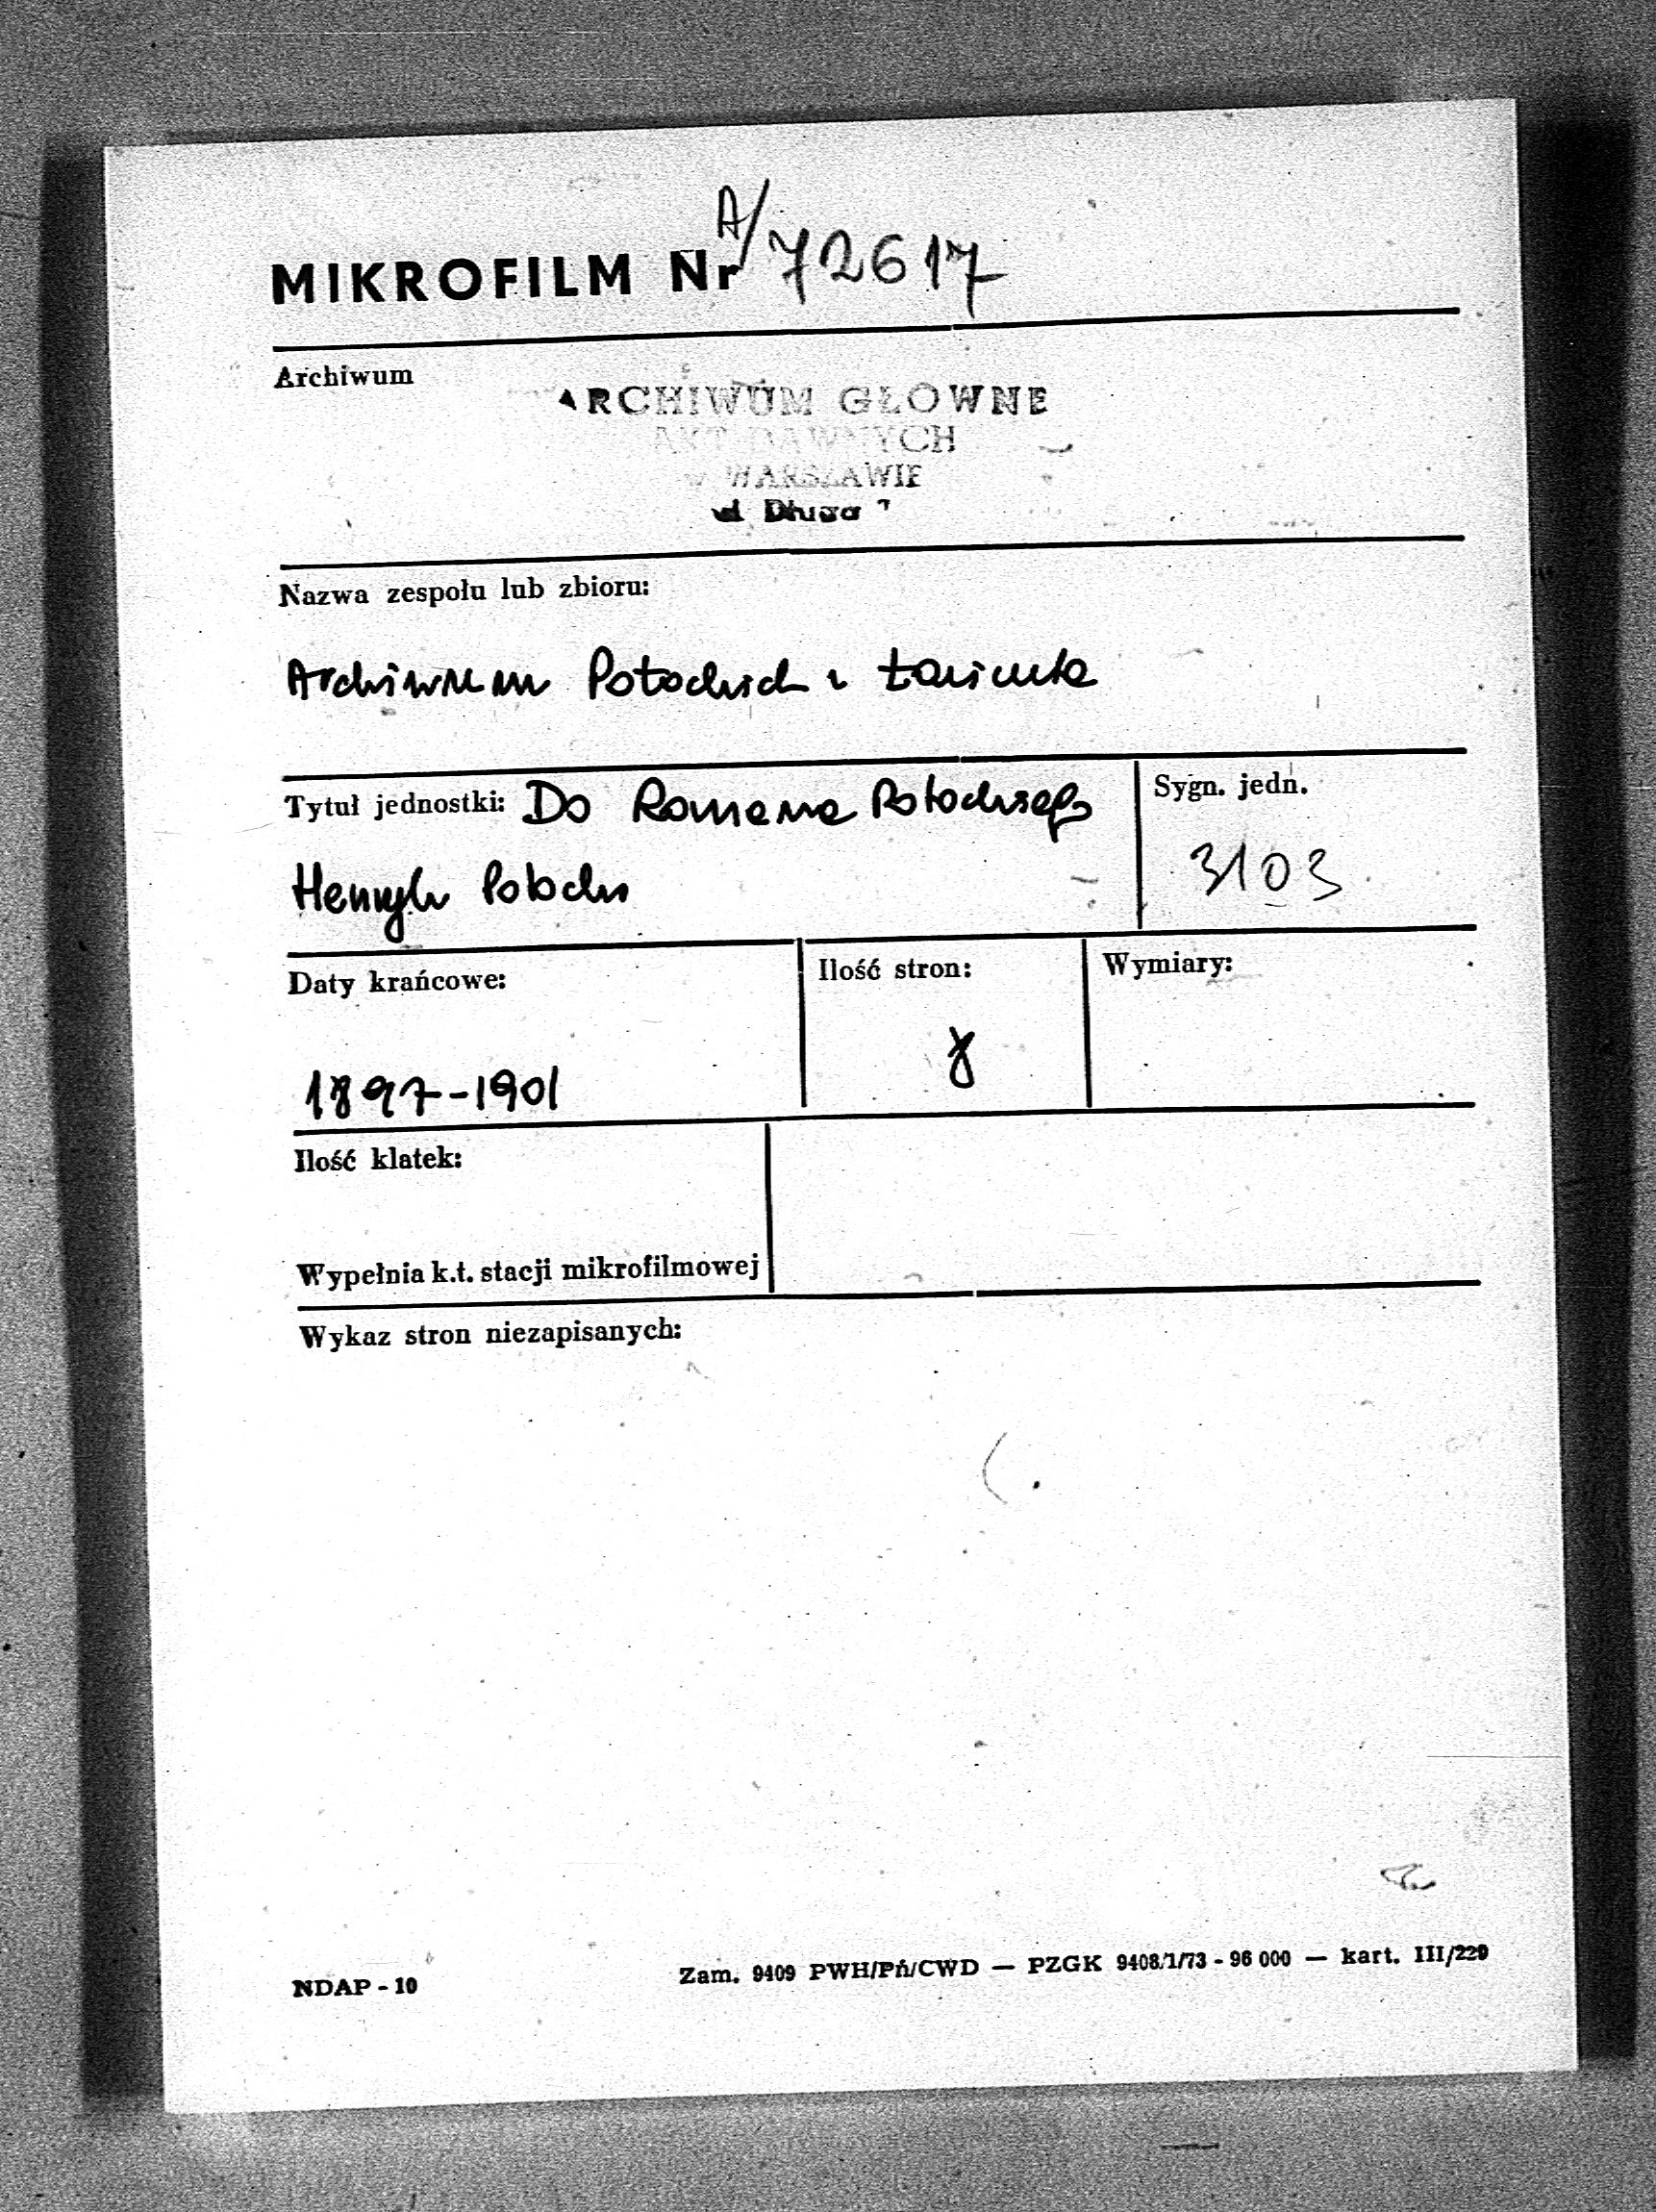 MIKROFILM Nr A/72617
Archiwum
ARCHIWUM GŁOWNE
AKT DAWNYCH
w WARSZAWIE
ul Długa 7
Nazwa zespołu lub zbioru:
Archiwum Potockich z Łańcuta
Tytuł jednostki: Do Romana Potockiego
Henryk Potocki
Sygn. jedn.
3103
Daty krańcowe:
1897-1901
Ilość stron:
8
Wymiary:
Ilość klatek:
Wypełnia k.t. stacji mikrofilmowej
Wykaz stron niezapisanych:
NDAP - 10
Zam. 9409 PWH/Pń/CWD — PZGK 9408/1/73 - 96 000 — kart. III/229